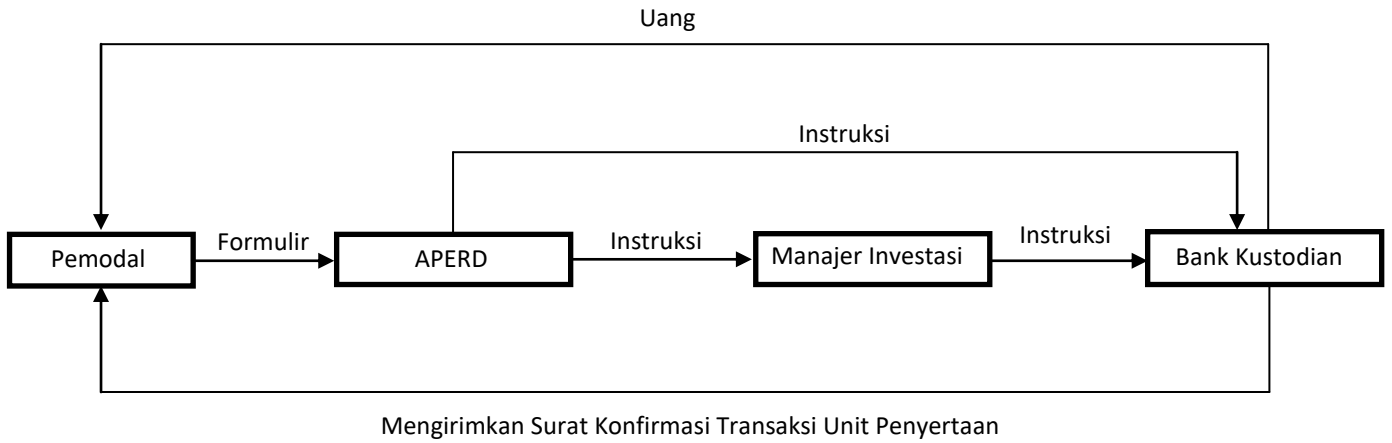 Uang
Instruksi
Pemodal
Formulir
APERD
Instruksi
Manajer Investasi
Instruksi
Bank Kustodian
Mengirimkan Surat Konfirmasi Transaksi Unit Penyertaan